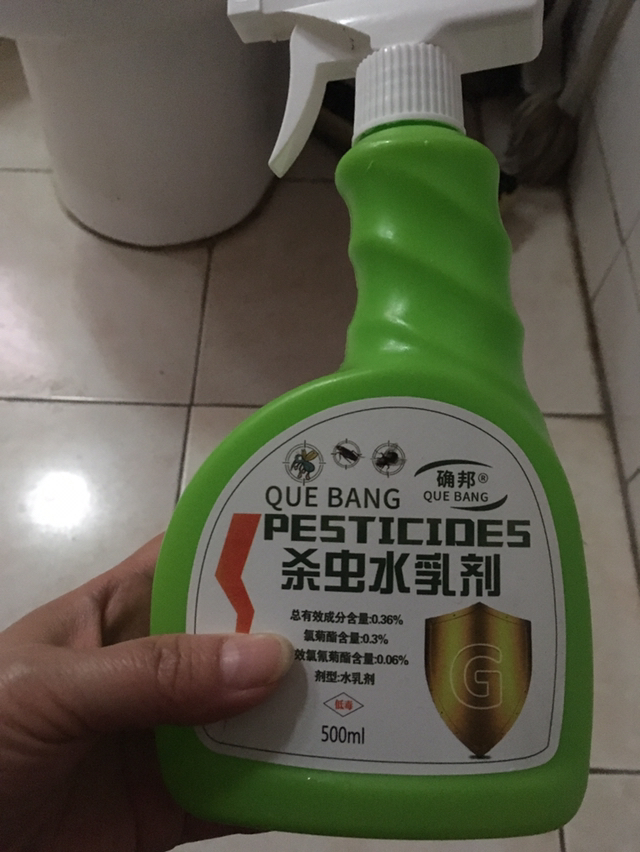 确邦®
QUE BANG
QUE BANG
PESTICIDES
杀虫水乳剂
总有效成分含量:0.36%
氯菊酯含量:0.3%
效氯氰菊酯含量:0.06%
剂型:水乳剂
低毒
500ml
G